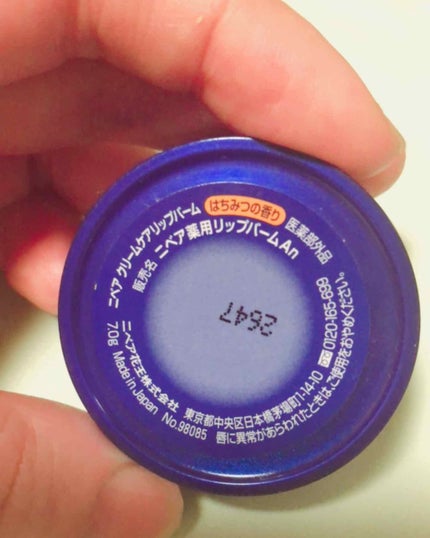 ニベア クリームケアリップバーム はちみつの香り 医薬部外品
販売名 ニベア薬用リップバームAn
2647
ニベア花王株式会社 東京都中央区日本橋茅場町1-14-10 0120-165-699
70g Made in Japan No.98085 唇に異常があらわれたときは、ご使用をおやめください。